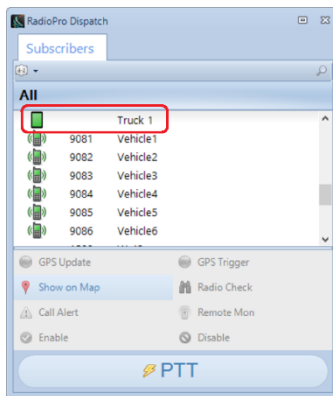 RadioPro Dispatch
Subscribers
All
Truck 1
9081 Vehicle1
9082 Vehicle2
9083 Vehicle3
9084 Vehicle4
9085 Vehicle5
9086 Vehicle6
GPS Update GPS Trigger
Show on Map Radio Check
Call Alert Remote Mon
Enable Disable
PTT